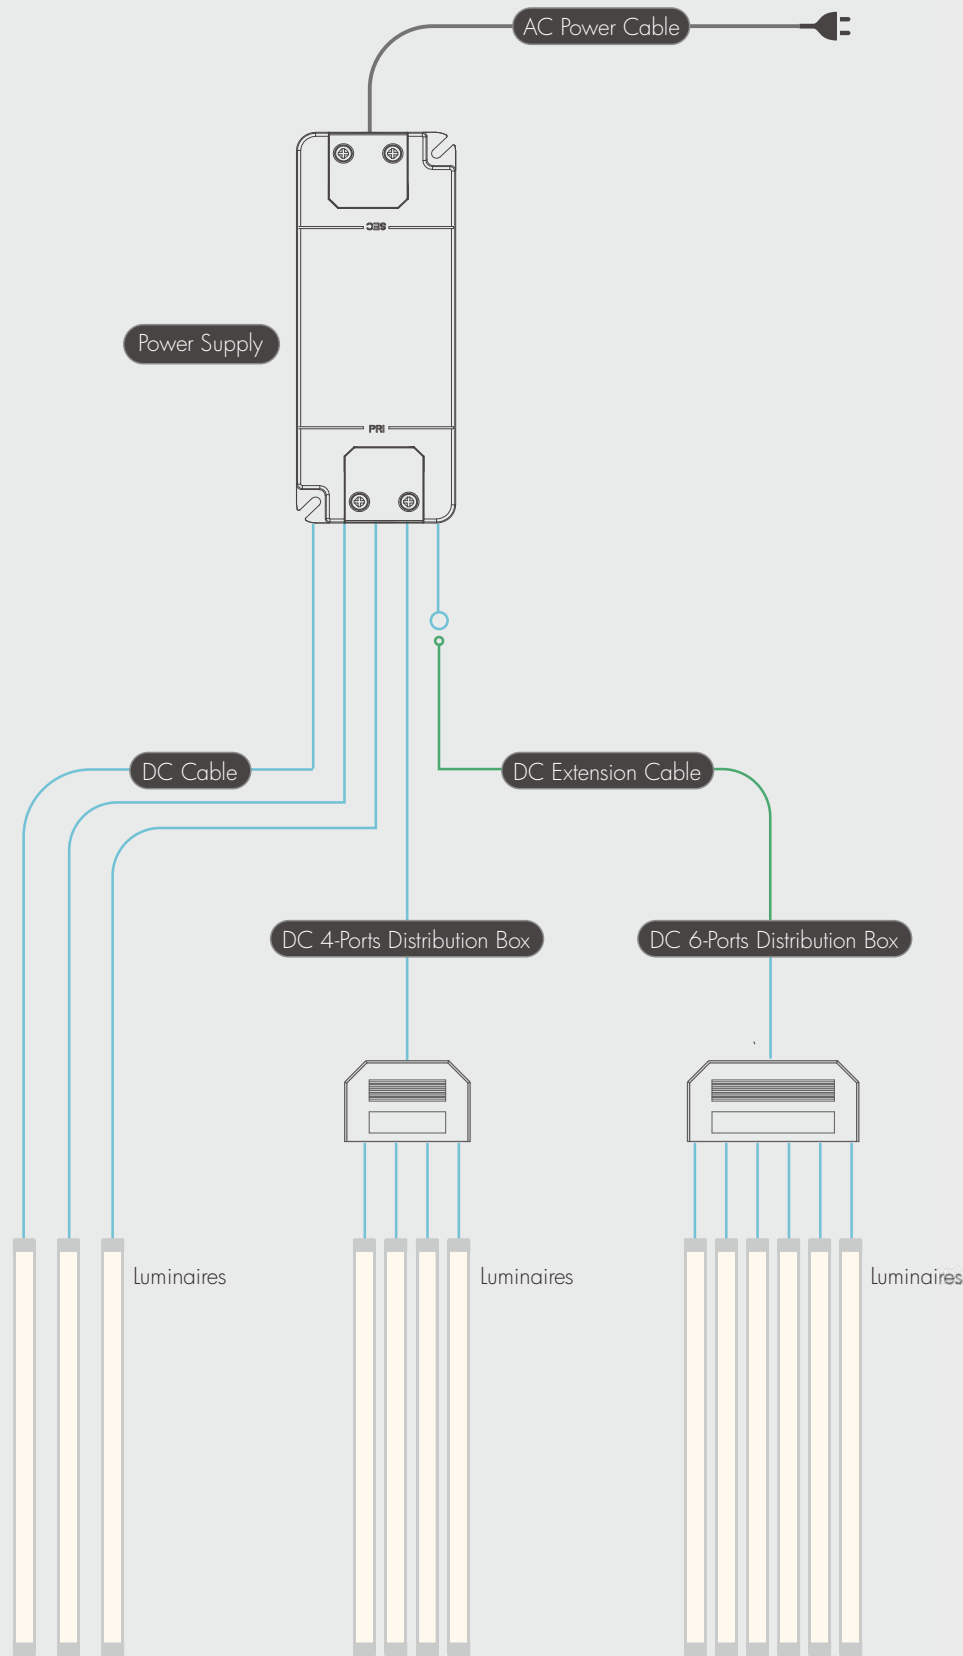 AC Power Cable
SEC
Power Supply
PRI
DC Cable
DC Extension Cable
DC 4-Ports Distribution Box
DC 6-Ports Distribution Box
Luminaires
Luminaires
Luminaires